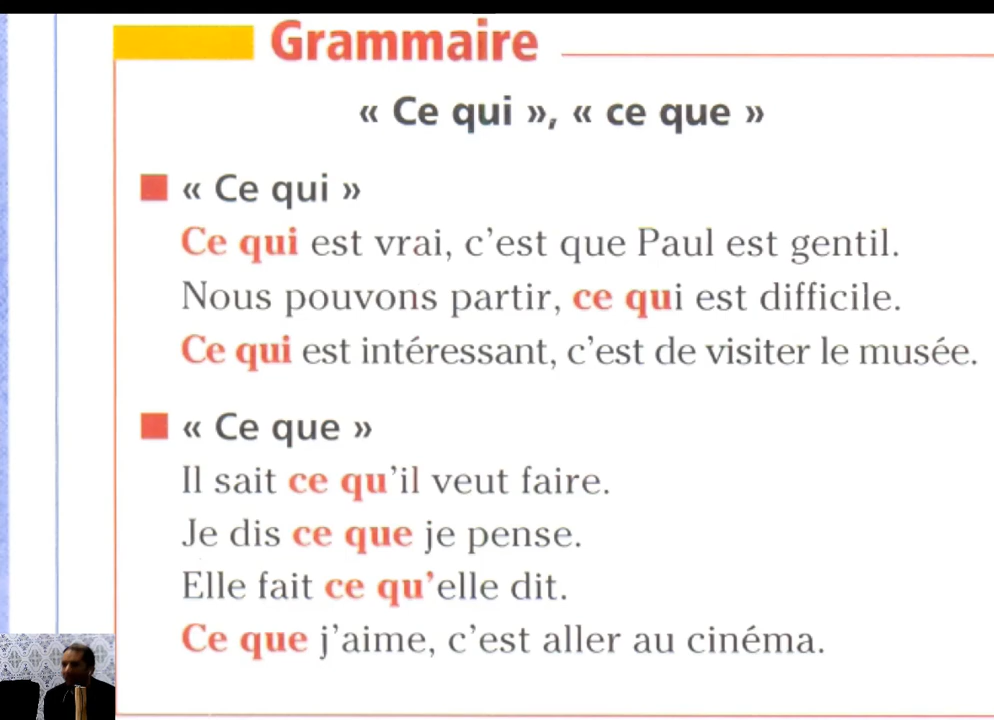 Grammaire
« Ce qui », « ce que »
« Ce qui »
Ce qui est vrai, c’est que Paul est gentil.
Nous pouvons partir, ce qui est difficile.
Ce qui est intéressant, c’est de visiter le musée.
« Ce que »
Il sait ce qu’il veut faire.
Je dis ce que je pense.
Elle fait ce qu’elle dit.
Ce que j’aime, c’est aller au cinéma.